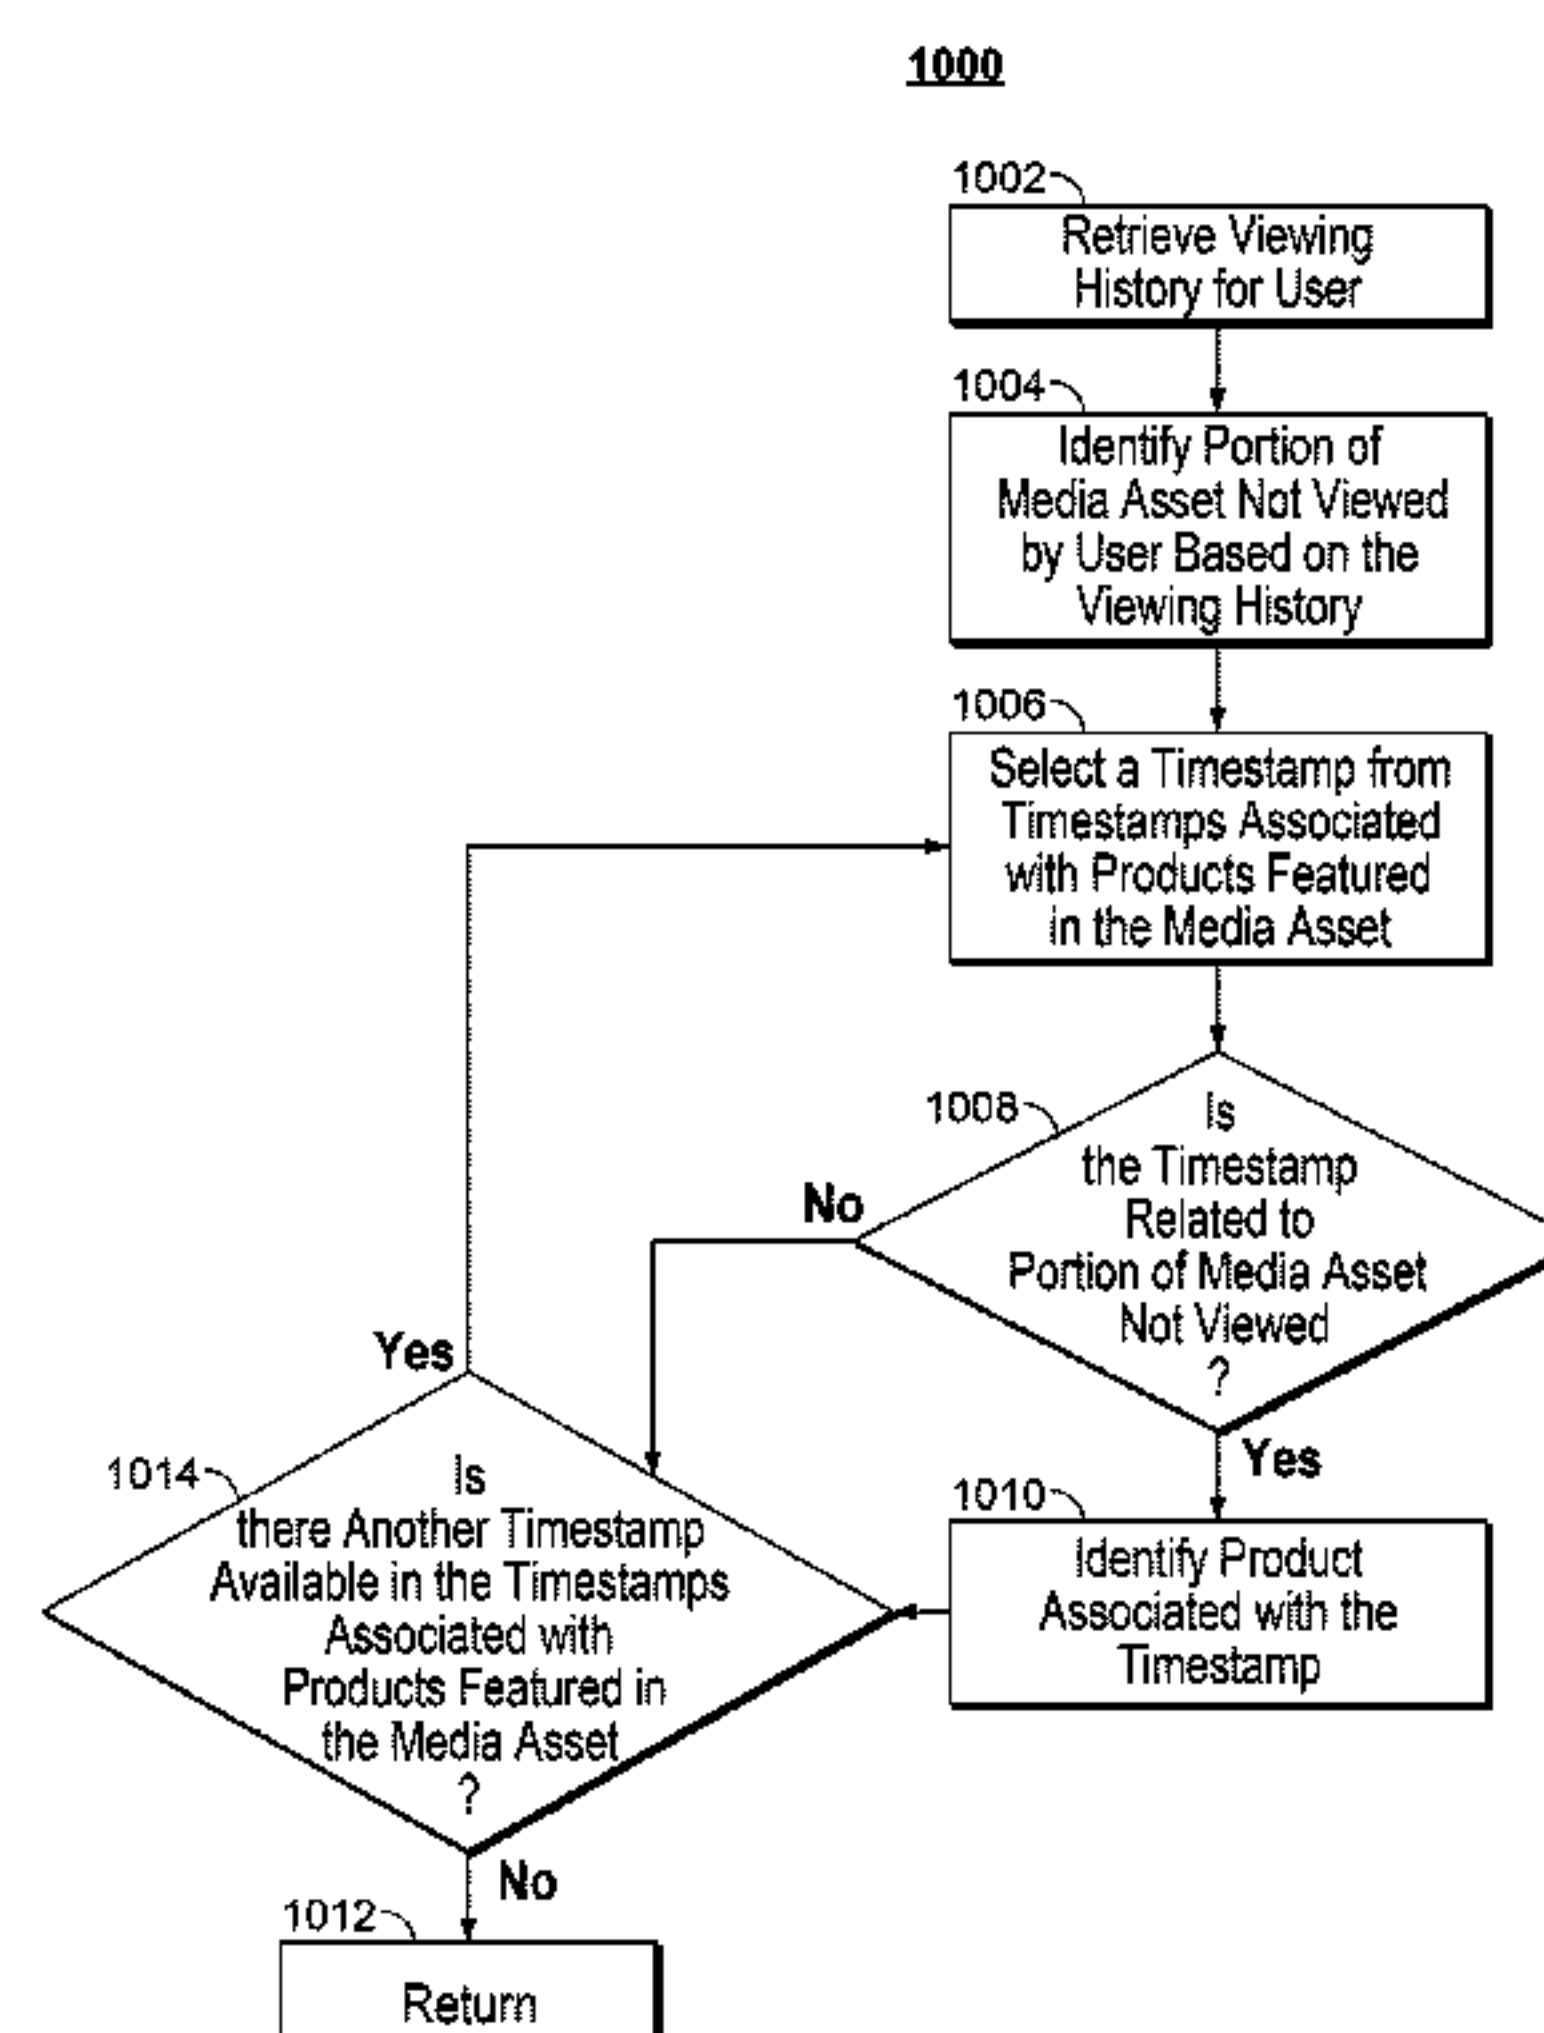 1000
1002
Retrieve Viewing
History for User
1004
Identify Portion of
Media Asset Not Viewed
by User Based on the
Viewing History
1006
Select a Timestamp from
Timestamps Associated
with Products Featured
in the Media Asset
1008
Is
the Timestamp
Related to
Portion of Media Asset
Not Viewed
?
No
Yes
1010
Identify Product
Associated with the
Timestamp
Yes
1014
Is
there Another Timestamp
Available in the Timestamps
Associated with
Products Featured in
the Media Asset
?
No
1012
Return